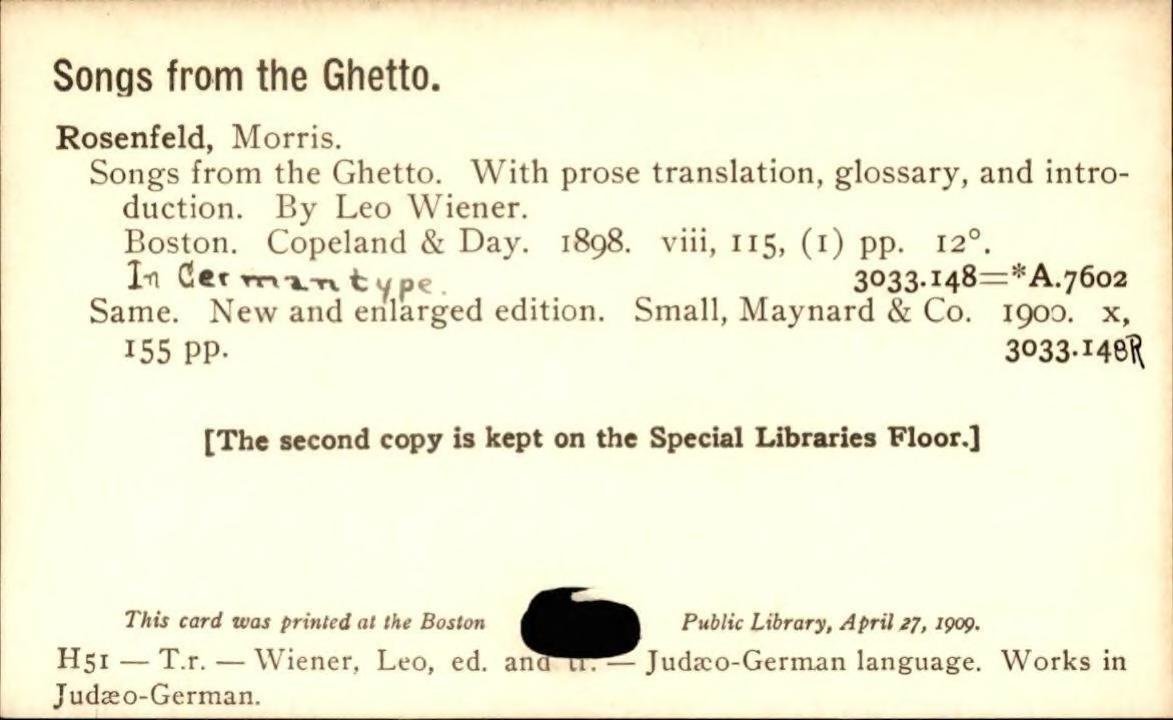 Songs from the Ghetto.
Rosenfeld, Morris.
Songs from the Ghetto. With prose translation, glossary, and intro-
duction. By Leo Wiener.
Boston. Copeland & Day. 1898. viii, 115, (1) pp. 12°.
In German type. 3033.148=*A.7602
Same. New and enlarged edition. Small, Maynard & Co. 1900. x,
155 pp. 3033.148R
[The second copy is kept on the Special Libraries Floor.]
This card was printed at the Boston Public Library, April 27, 1909.
H51 — T.r. — Wiener, Leo, ed. and tr. — Judæo-German language. Works in
Judæo-German.